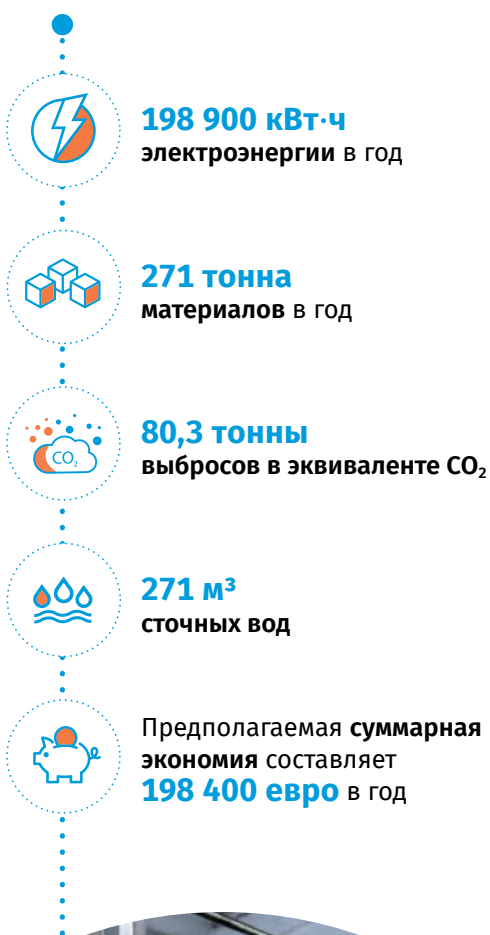 198 900 кВт·ч
электроэнергии в год
271 тонна
материалов в год
80,3 тонны
CO₂
выбросов в эквиваленте CO₂
271 м³
сточных вод
Предполагаемая суммарная
экономия составляет
198 400 евро в год